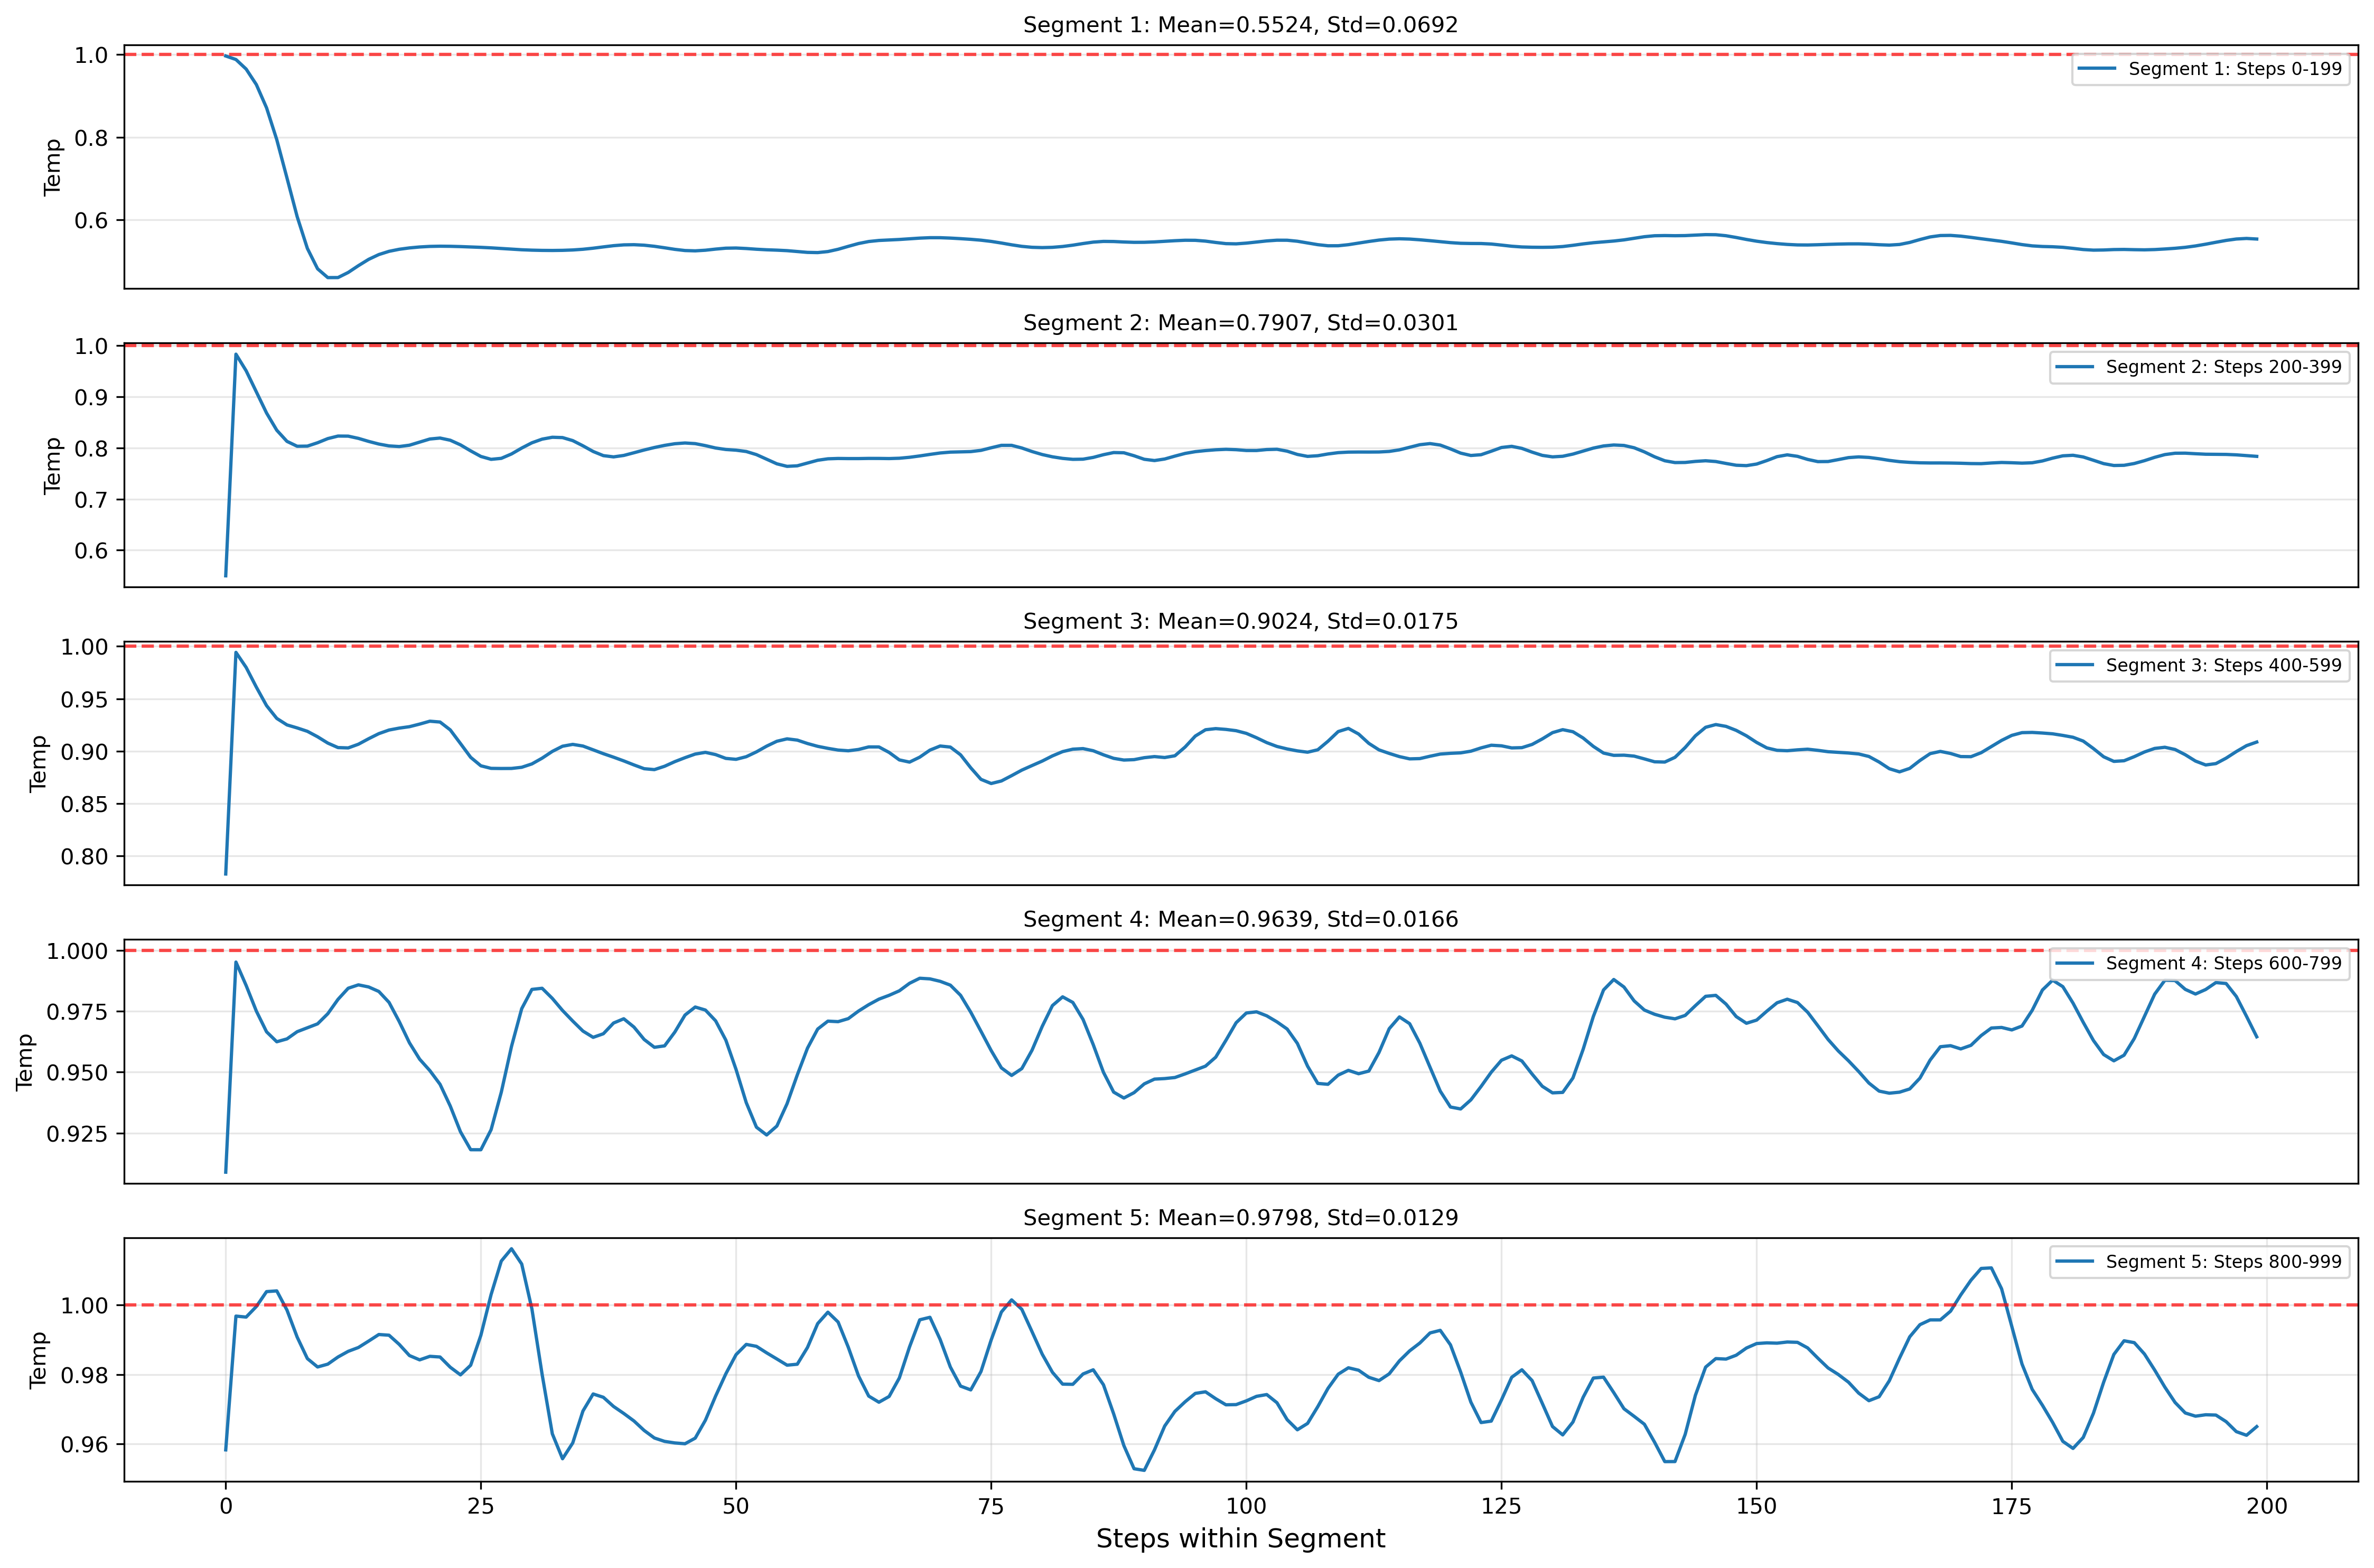 Segment 1: Mean=0.5524, Std=0.0692
1.0
0.8
0.6
Temp
Segment 1: Steps 0-199
Segment 2: Mean=0.7907, Std=0.0301
1.0
0.9
0.8
0.7
0.6
Temp
Segment 2: Steps 200-399
Segment 3: Mean=0.9024, Std=0.0175
1.00
0.95
0.90
0.85
0.80
Temp
Segment 3: Steps 400-599
Segment 4: Mean=0.9639, Std=0.0166
1.000
0.975
0.950
0.925
Temp
Segment 4: Steps 600-799
Segment 5: Mean=0.9798, Std=0.0129
1.00
0.98
0.96
Temp
Segment 5: Steps 800-999
0 25 50 75 100 125 150 175 200
Steps within Segment